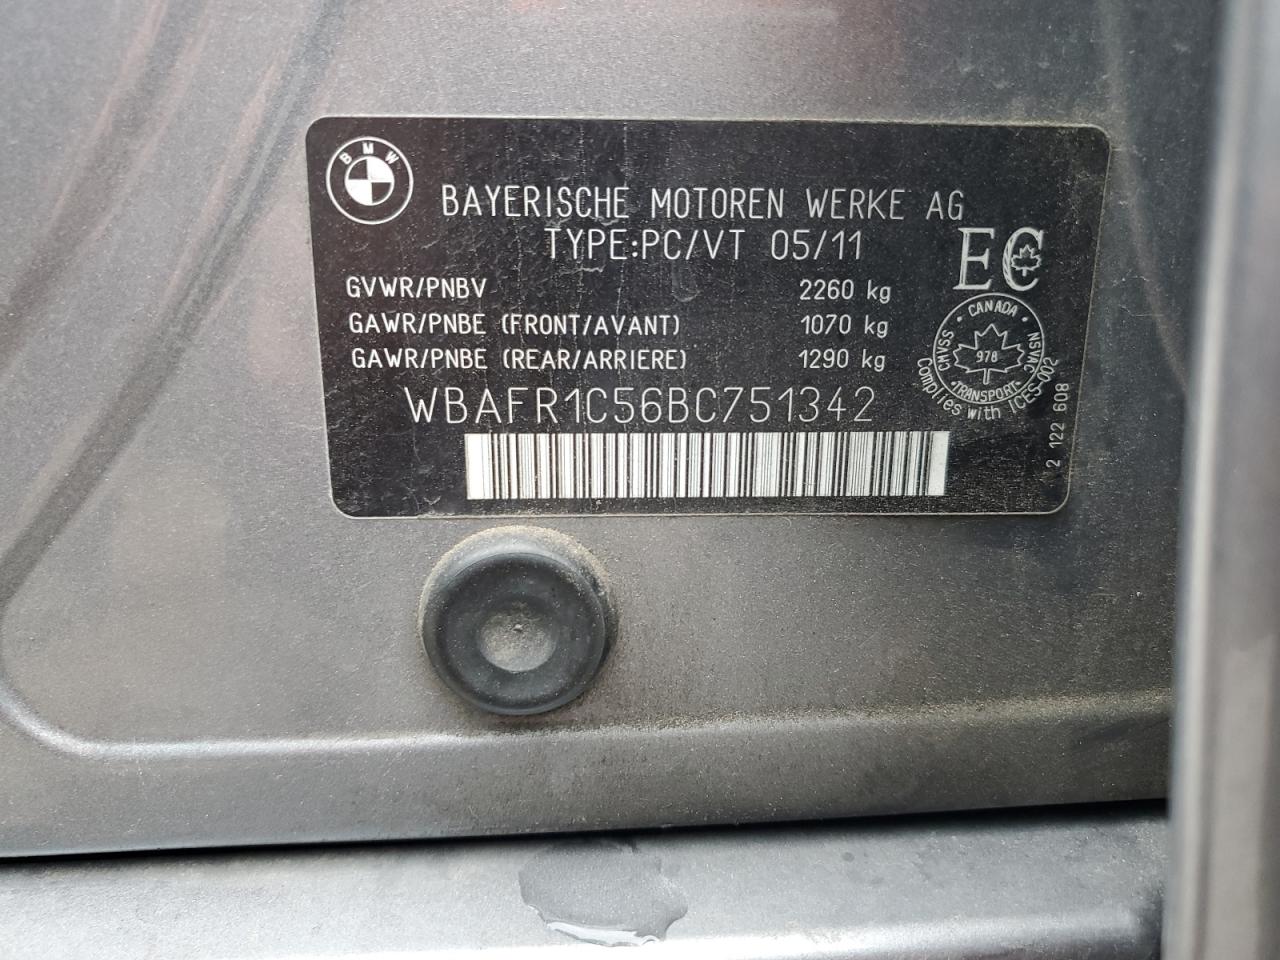 BMW
BAYERISCHE MOTOREN WERKE AG
TYPE:PC/VT 05/11
EC
GVWR/PNBV 2260 kg
GAWR/PNBE (FRONT/AVANT) 1070 kg
GAWR/PNBE (REAR/ARRIERE) 1290 kg
CANADA
CMVSS
NSVAC
978
TRANSPORT
Complies with ICES-002
WBAFR1C56BC751342
2 122 608